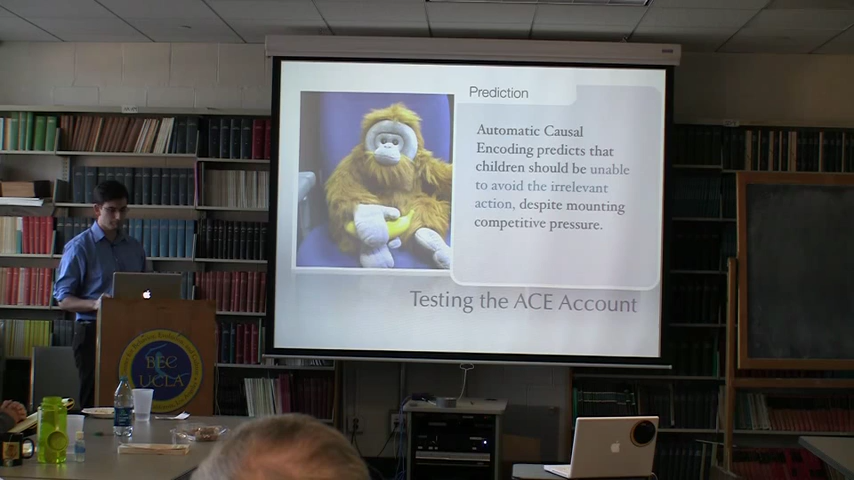 Prediction
Automatic Causal
Encoding predicts that
children should be unable
to avoid the irrelevant
action, despite mounting
competitive pressure.
Testing the ACE Account
BEC
UCLA